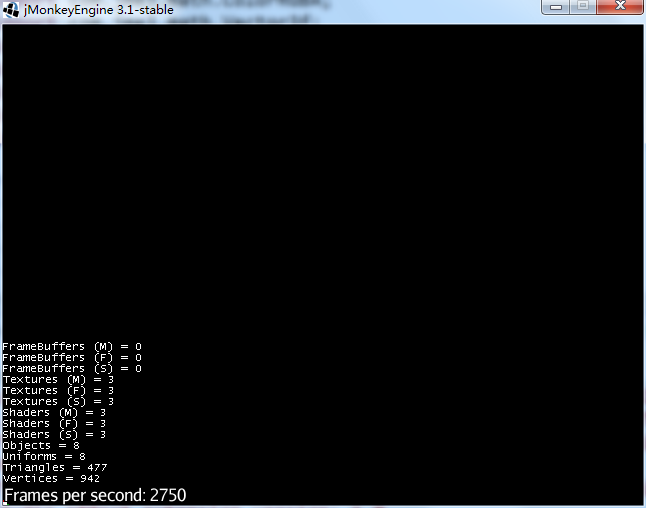 jMonkeyEngine 3.1-stable
FrameBuffers (M) = 0
FrameBuffers (F) = 0
FrameBuffers (S) = 0
Textures (M) = 3
Textures (F) = 3
Textures (S) = 3
Shaders (M) = 3
Shaders (F) = 3
Shaders (S) = 3
Objects = 8
Uniforms = 8
Triangles = 477
Vertices = 942
Frames per second: 2750